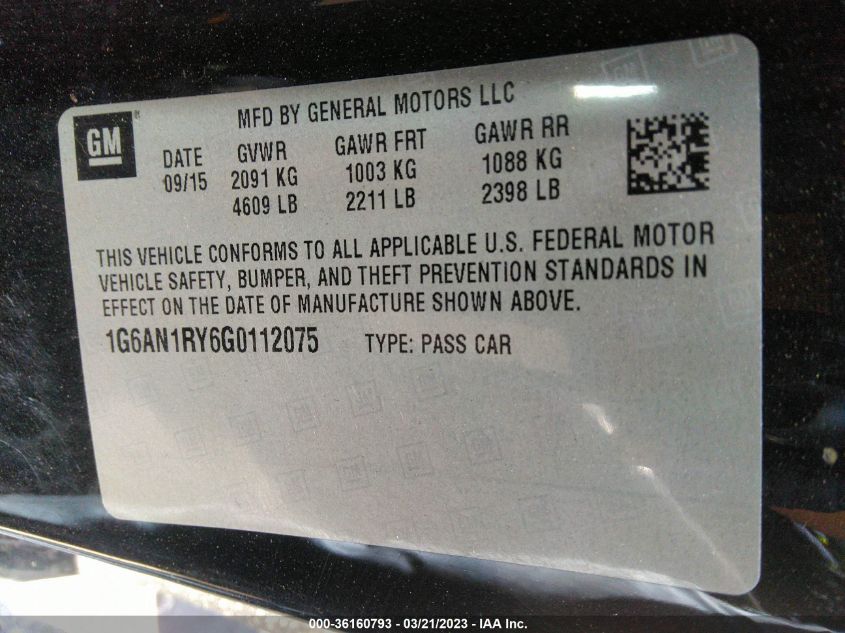 GM
MFD BY GENERAL MOTORS LLC
DATE GVWR GAWR FRT GAWR RR
09/15 2091 KG 1003 KG 1088 KG
4609 LB 2211 LB 2398 LB
THIS VEHICLE CONFORMS TO ALL APPLICABLE U.S. FEDERAL MOTOR
VEHICLE SAFETY, BUMPER, AND THEFT PREVENTION STANDARDS IN
EFFECT ON THE DATE OF MANUFACTURE SHOWN ABOVE.
1G6AN1RY6G0112075 TYPE: PASS CAR
000-36160793 - 03/21/2023 - IAA Inc.